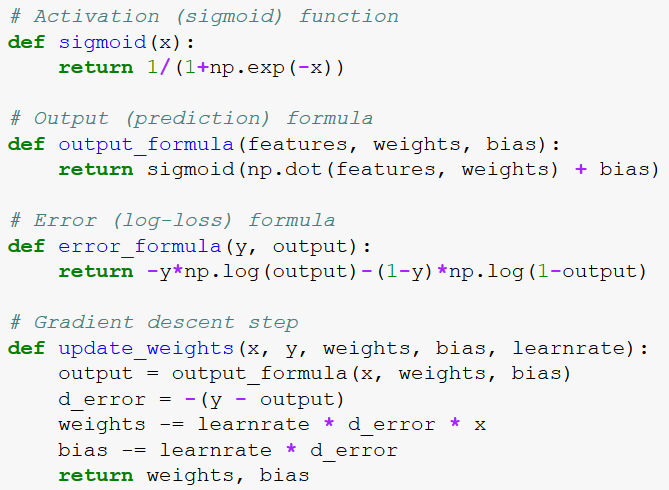 # Activation (sigmoid) function
def sigmoid(x):
    return 1/(1+np.exp(-x))

# Output (prediction) formula
def output_formula(features, weights, bias):
    return sigmoid(np.dot(features, weights) + bias)

# Error (log-loss) formula
def error_formula(y, output):
    return -y*np.log(output)-(1-y)*np.log(1-output)

# Gradient descent step
def update_weights(x, y, weights, bias, learnrate):
    output = output_formula(x, weights, bias)
    d_error = -(y - output)
    weights -= learnrate * d_error * x
    bias -= learnrate * d_error
    return weights, bias